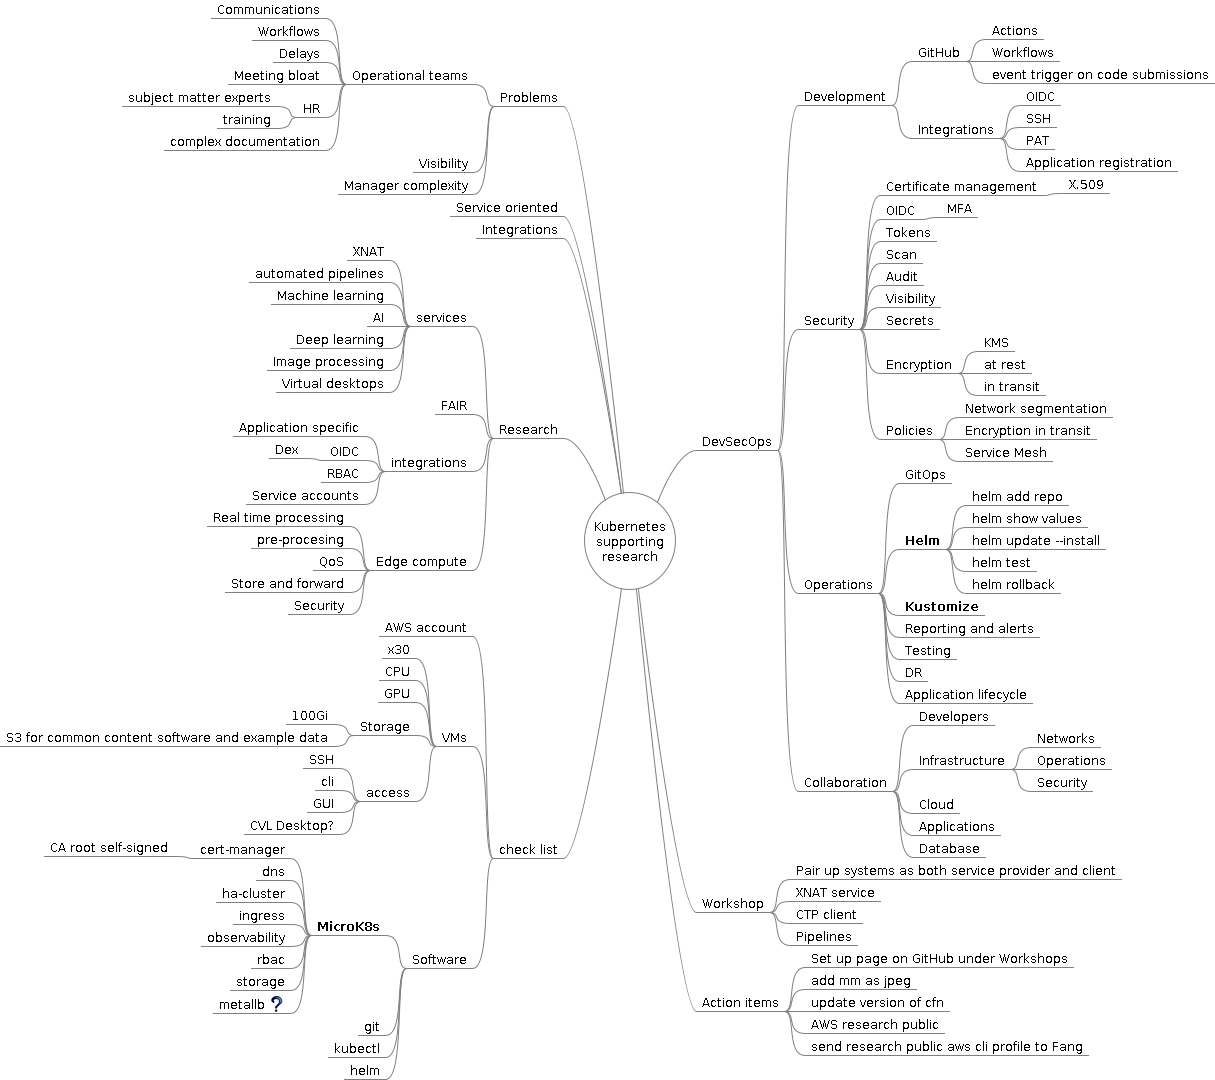 Kubernetes
supporting
research
Problems
Operational teams
Communications
Workflows
Delays
Meeting bloat
HR
subject matter experts
training
complex documentation
Visibility
Manager complexity
Service oriented
Integrations
Research
services
XNAT
automated pipelines
Machine learning
AI
Deep learning
Image processing
Virtual desktops
FAIR
integrations
Application specific
OIDC
Dex
RBAC
Service accounts
Edge compute
Real time processing
pre-procesing
QoS
Store and forward
Security
check list
AWS account
VMs
x30
CPU
GPU
Storage
100Gi
S3 for common content software and example data
access
SSH
cli
GUI
CVL Desktop?
Software
MicroK8s
cert-manager
CA root self-signed
dns
ha-cluster
ingress
observability
rbac
storage
metallb ?
git
kubectl
helm
DevSecOps
Development
GitHub
Actions
Workflows
event trigger on code submissions
Integrations
OIDC
SSH
PAT
Application registration
Security
Certificate management
X.509
OIDC
MFA
Tokens
Scan
Audit
Visibility
Secrets
Encryption
KMS
at rest
in transit
Policies
Network segmentation
Encryption in transit
Service Mesh
Operations
GitOps
Helm
helm add repo
helm show values
helm update --install
helm test
helm rollback
Kustomize
Reporting and alerts
Testing
DR
Application lifecycle
Collaboration
Developers
Infrastructure
Networks
Operations
Security
Cloud
Applications
Database
Workshop
Pair up systems as both service provider and client
XNAT service
CTP client
Pipelines
Action items
Set up page on GitHub under Workshops
add mm as jpeg
update version of cfn
AWS research public
send research public aws cli profile to Fang